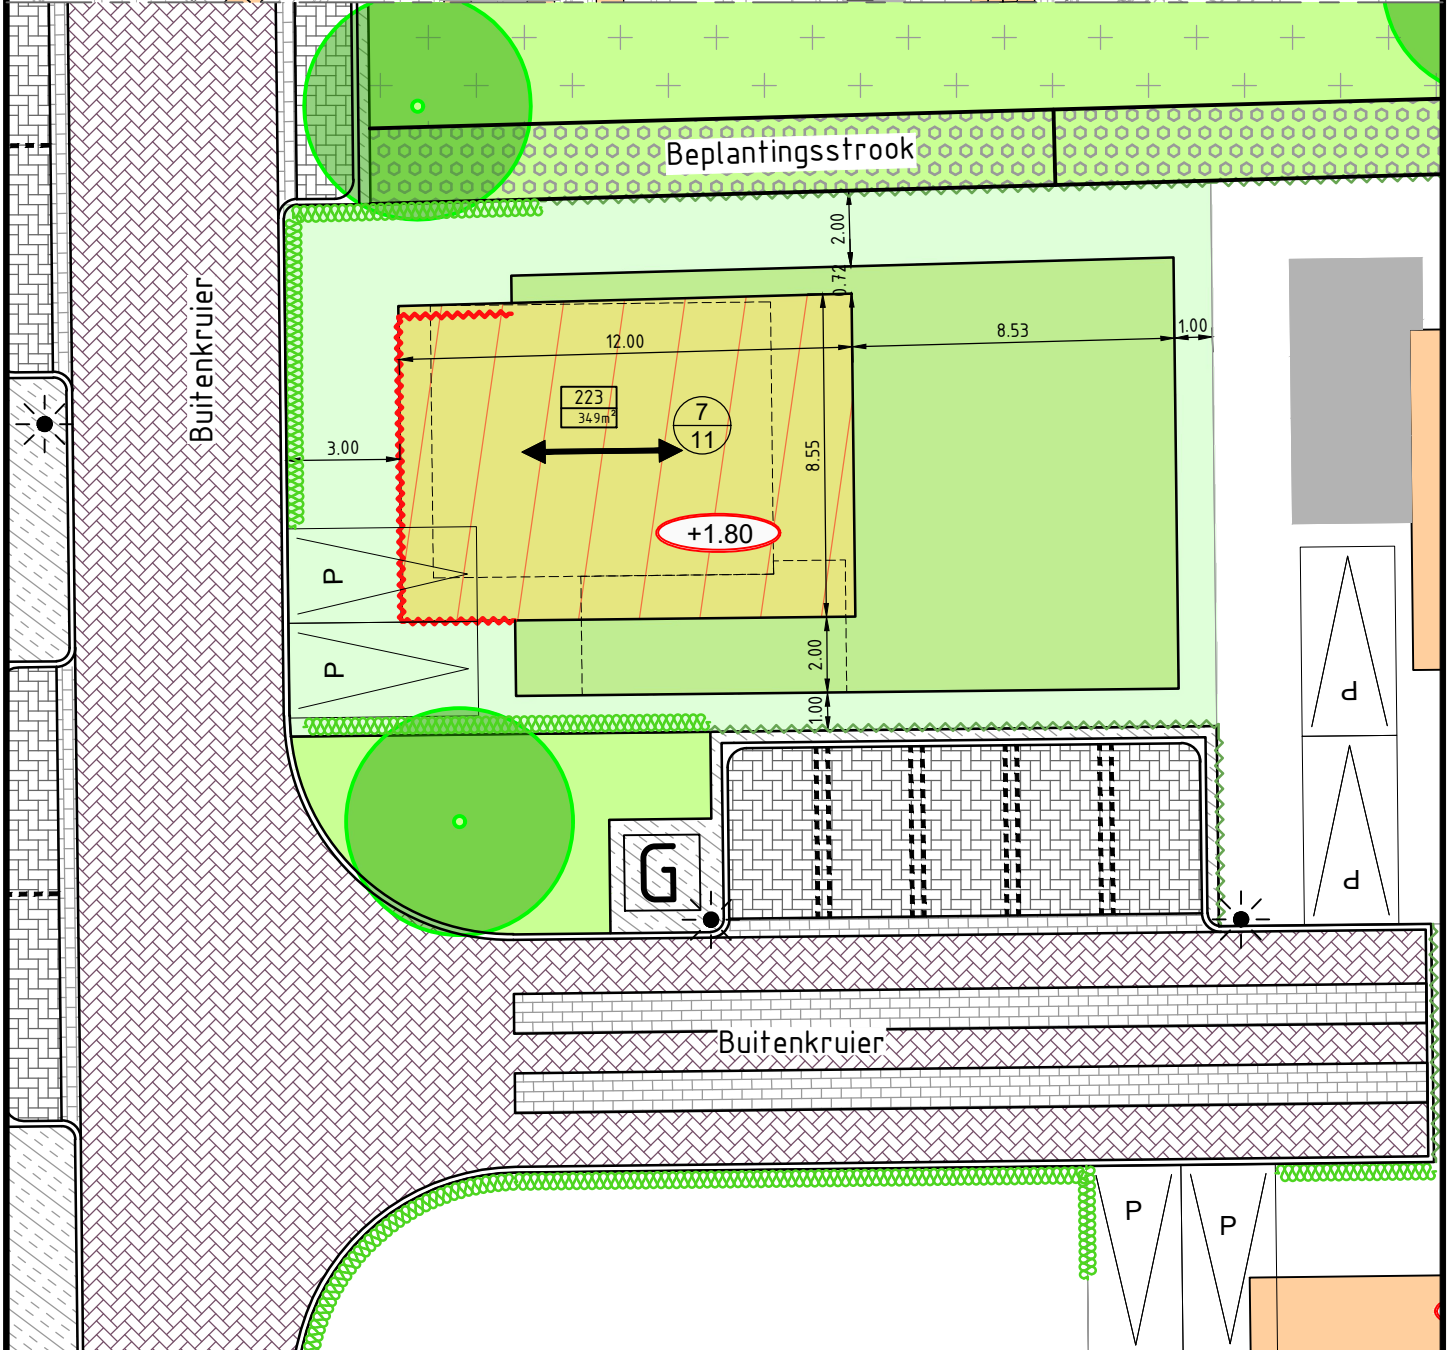 Beplantingsstrook
2.00
0.72
Buitenkruier
12.00
8.53
1.00
223
349m²
7
11
3.00
8.55
+1.80
P
P
2.00
1.00
P
P
G
Buitenkruier
P
P